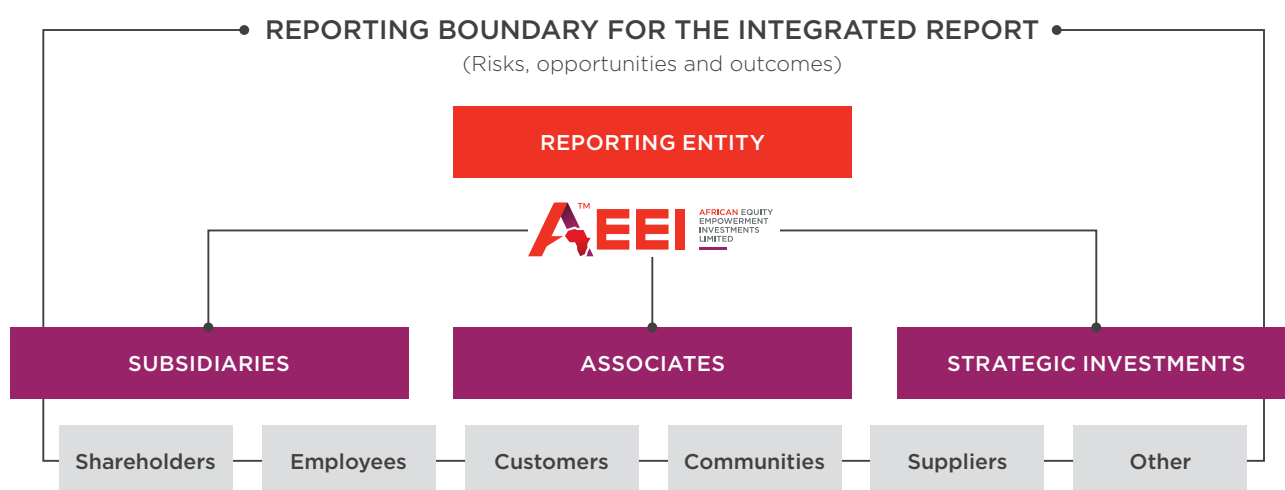 REPORTING BOUNDARY FOR THE INTEGRATED REPORT
(Risks, opportunities and outcomes)
REPORTING ENTITY
AEEI™
AFRICAN EQUITY
EMPOWERMENT
INVESTMENTS
LIMITED
SUBSIDIARIES
ASSOCIATES
STRATEGIC INVESTMENTS
Shareholders
Employees
Customers
Communities
Suppliers
Other